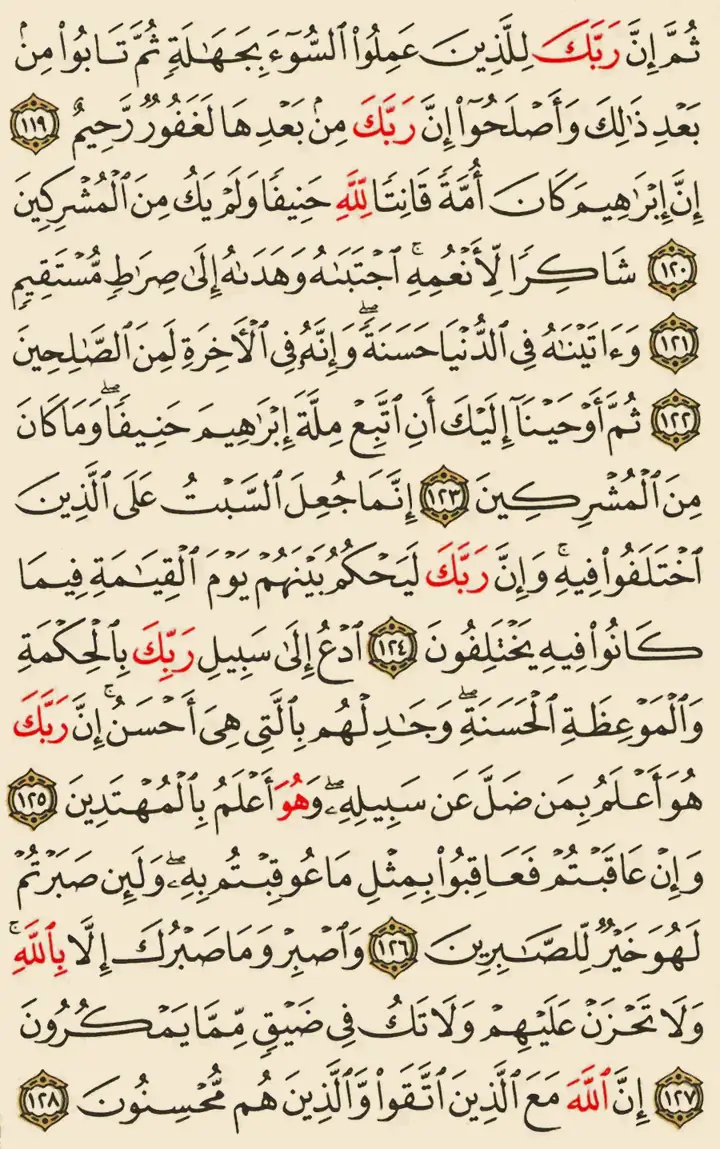 ثُمَّ إِنَّ رَبَّكَ لِلَّذِينَ عَمِلُوا۟ ٱلسُّوٓءَ بِجَهَـٰلَةٍ ثُمَّ تَابُوا۟ مِنۢ
بَعْدِ ذَٰلِكَ وَأَصْلَحُوٓا۟ إِنَّ رَبَّكَ مِنۢ بَعْدِهَا لَغَفُورٌ رَّحِيمٌ ١١٩
إِنَّ إِبْرَٰهِيمَ كَانَ أُمَّةً قَانِتًا لِّلَّهِ حَنِيفًا وَلَمْ يَكُ مِنَ ٱلْمُشْرِكِينَ
١٢٠ شَاكِرًا لِّأَنْعُمِهِ ۚ ٱجْتَبَىٰهُ وَهَدَىٰهُ إِلَىٰ صِرَٰطٍ مُّسْتَقِيمٍ
١٢١ وَءَاتَيْنَـٰهُ فِى ٱلدُّنْيَا حَسَنَةً ۖ وَإِنَّهُۥ فِى ٱلْـَٔاخِرَةِ لَمِنَ ٱلصَّـٰلِحِينَ
١٢٢ ثُمَّ أَوْحَيْنَآ إِلَيْكَ أَنِ ٱتَّبِعْ مِلَّةَ إِبْرَٰهِيمَ حَنِيفًا ۖ وَمَا كَانَ
مِنَ ٱلْمُشْرِكِينَ ١٢٣ إِنَّمَا جُعِلَ ٱلسَّبْتُ عَلَى ٱلَّذِينَ
ٱخْتَلَفُوا۟ فِيهِ ۚ وَإِنَّ رَبَّكَ لَيَحْكُمُ بَيْنَهُمْ يَوْمَ ٱلْقِيَـٰمَةِ فِيمَا
كَانُوا۟ فِيهِ يَخْتَلِفُونَ ١٢٤ ٱدْعُ إِلَىٰ سَبِيلِ رَبِّكَ بِٱلْحِكْمَةِ
وَٱلْمَوْعِظَةِ ٱلْحَسَنَةِ ۖ وَجَـٰدِلْهُم بِٱلَّتِى هِىَ أَحْسَنُ ۚ إِنَّ رَبَّكَ
هُوَ أَعْلَمُ بِمَن ضَلَّ عَن سَبِيلِهِۦ ۖ وَهُوَ أَعْلَمُ بِٱلْمُهْتَدِينَ ١٢٥
وَإِنْ عَاقَبْتُمْ فَعَاقِبُوا۟ بِمِثْلِ مَا عُوقِبْتُم بِهِۦ ۖ وَلَئِن صَبَرْتُمْ
لَهُوَ خَيْرٌ لِّلصَّـٰبِرِينَ ١٢٦ وَٱصْبِرْ وَمَا صَبْرُكَ إِلَّا بِٱللَّهِ ۚ
وَلَا تَحْزَنْ عَلَيْهِمْ وَلَا تَكُ فِى ضَيْقٍ مِّمَّا يَمْكُرُونَ
١٢٧ إِنَّ ٱللَّهَ مَعَ ٱلَّذِينَ ٱتَّقَوا۟ وَّٱلَّذِينَ هُم مُّحْسِنُونَ ١٢٨